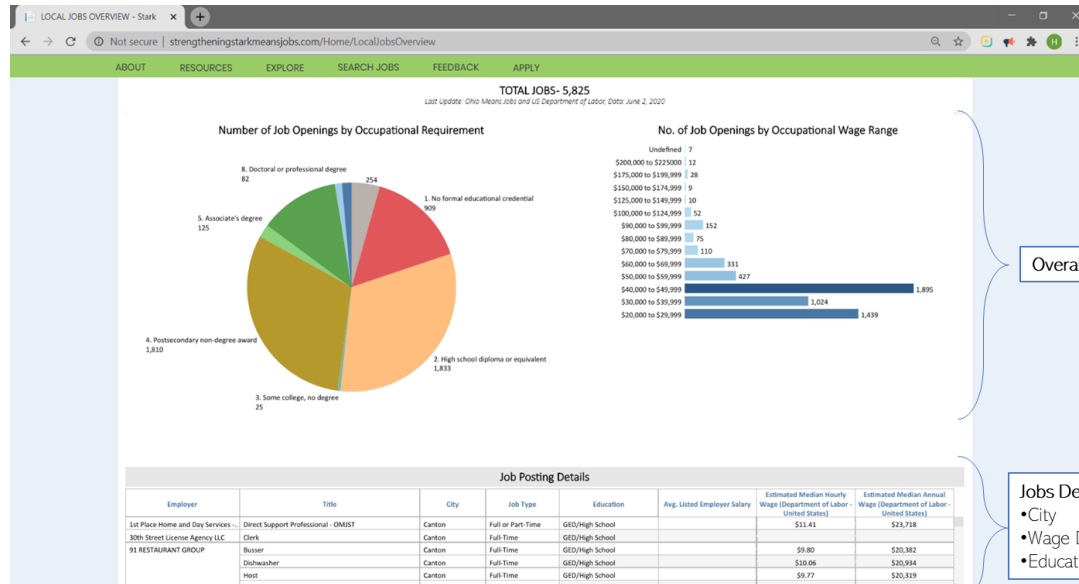 LOCAL JOBS OVERVIEW - Stark
Not secure | strengtheningstarkmeansjobs.com/Home/LocalJobsOverview
H
ABOUT RESOURCES EXPLORE SEARCH JOBS FEEDBACK APPLY
TOTAL JOBS- 5,825
Last Update: Ohio Means Jobs and US Department of Labor, Data: June 2, 2020
Number of Job Openings by Occupational Requirement
8. Doctoral or professional degree
82
254
1. No formal educational credential
909
5. Associate's degree
125
4. Postsecondary non-degree award
1,810
2. High school diploma or equivalent
1,833
3. Some college, no degree
25
No. of Job Openings by Occupational Wage Range
Undefined 7
$200,000 to $225000 12
$175,000 to $199,999 28
$150,000 to $174,999 9
$125,000 to $149,999 10
$100,000 to $124,999 52
$90,000 to $99,999 152
$80,000 to $89,999 75
$70,000 to $79,999 110
$60,000 to $69,999 331
$50,000 to $59,999 427
$40,000 to $49,999 1,895
$30,000 to $39,999 1,024
$20,000 to $29,999 1,439
Job Posting Details
Employer Title City Job Type Education Avg. Listed Employer Salary Estimated Median Hourly Wage (Department of Labor - United States) Estimated Median Annual Wage (Department of Labor - United States)
1st Place Home and Day Services -.. Direct Support Professional - OMJST Canton Full or Part-Time GED/High School $11.41 $23,718
30th Street License Agency LLC Clerk Canton Full-Time GED/High School
91 RESTAURANT GROUP Busser Canton Full-Time GED/High School $9.80 $20,382
Dishwasher Canton Full-Time GED/High School $10.06 $20,934
Host Canton Full-Time GED/High School $9.77 $20,319
Jobs De
•City
•Wage D
•Educat